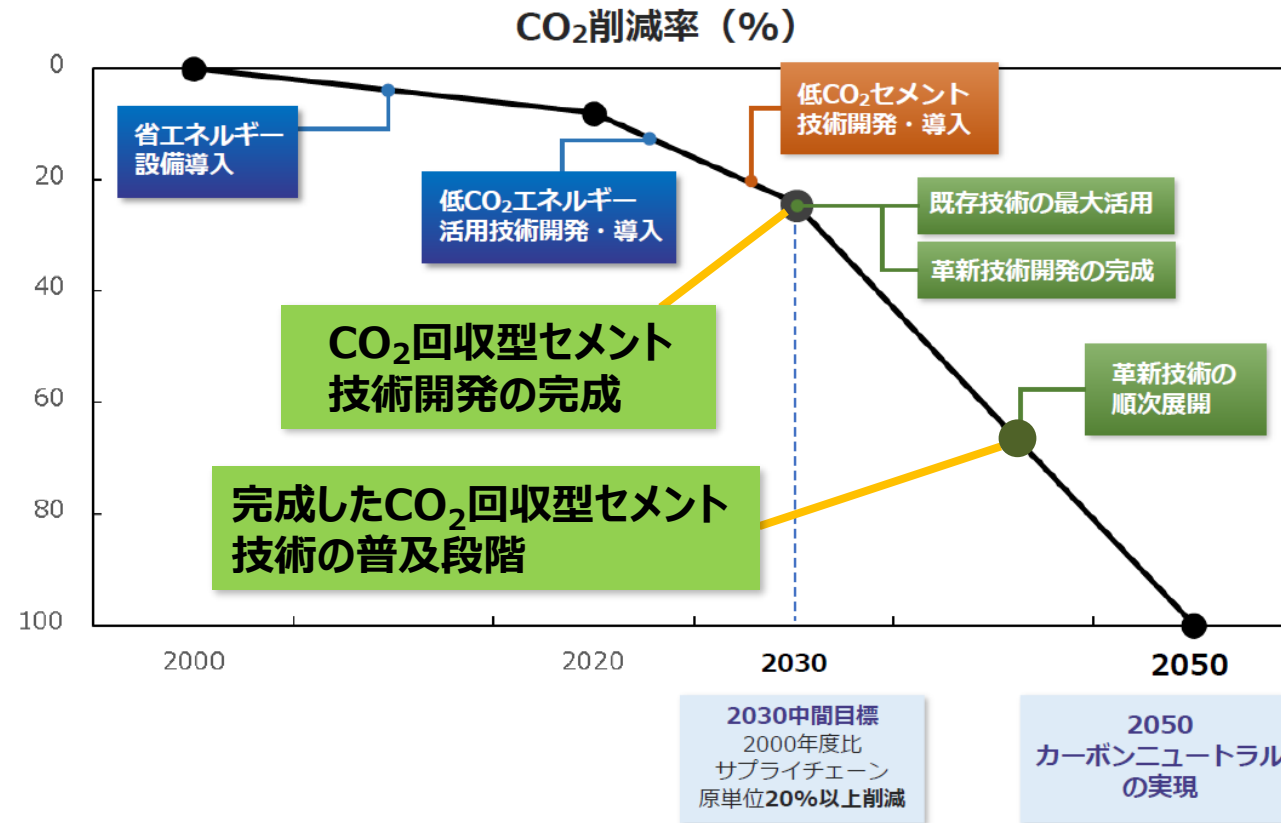 CO₂削減率（%）
0
20
40
60
80
100
省エネルギー
設備導入
低CO₂エネルギー
活用技術開発・導入
低CO₂セメント
技術開発・導入
既存技術の最大活用
革新技術開発の完成
CO₂回収型セメント
技術開発の完成
革新技術の
順次展開
完成したCO₂回収型セメント
技術の普及段階
2000
2020
2030
2050
2030中間目標
2000年度比
サプライチェーン
原単位20%以上削減
2050
カーボンニュートラル
の実現